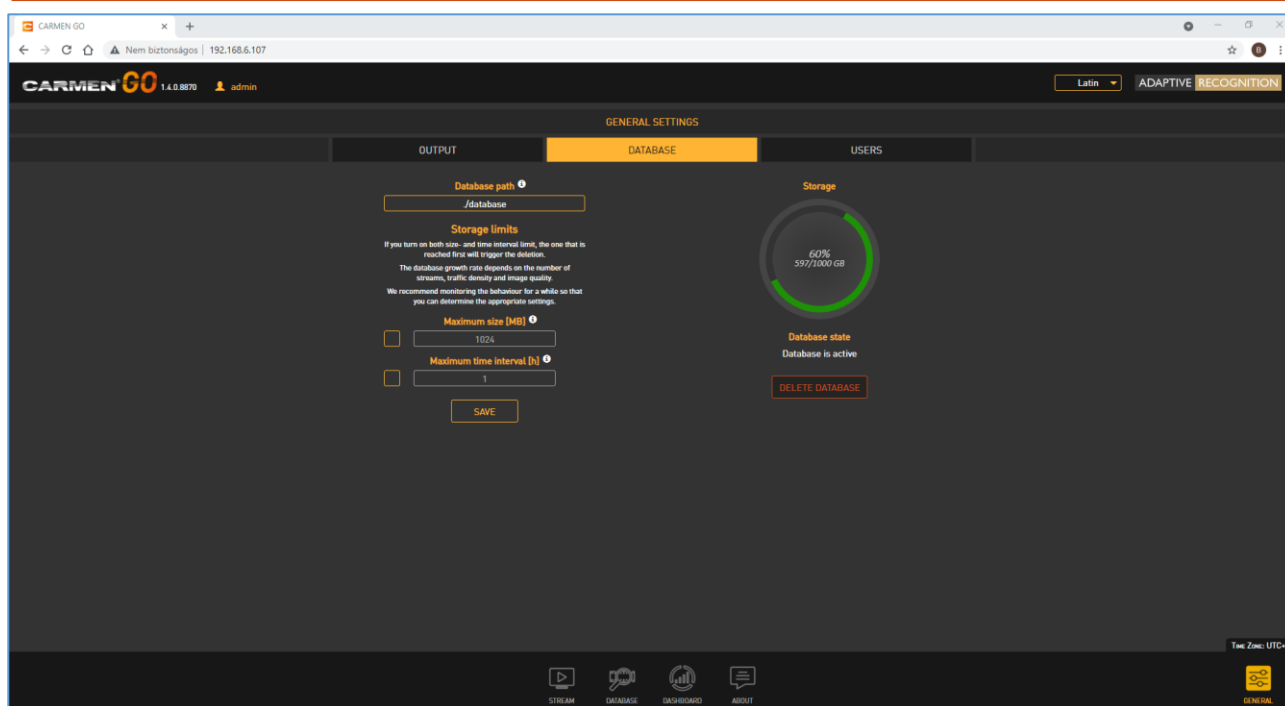 CARMEN GO
Nem biztonságos | 192.168.6.107
B
CARMEN GO 1.4.0.8870 admin
Latin
ADAPTIVE RECOGNITION
GENERAL SETTINGS
OUTPUT DATABASE USERS
Database path
./database
Storage limits
If you turn on both size- and time interval limit, the one that is
reached first will trigger the deletion.
The database growth rate depends on the number of
streams, traffic density and image quality.
We recommend monitoring the behaviour for a while so that
you can determine the appropriate settings.
Maximum size [MB]
1024
Maximum time interval [h]
1
SAVE
Storage
60%
597/1000 GB
Database state
Database is active
DELETE DATABASE
Time Zone: UTC+
STREAM DATABASE DASHBOARD ABOUT GENERAL